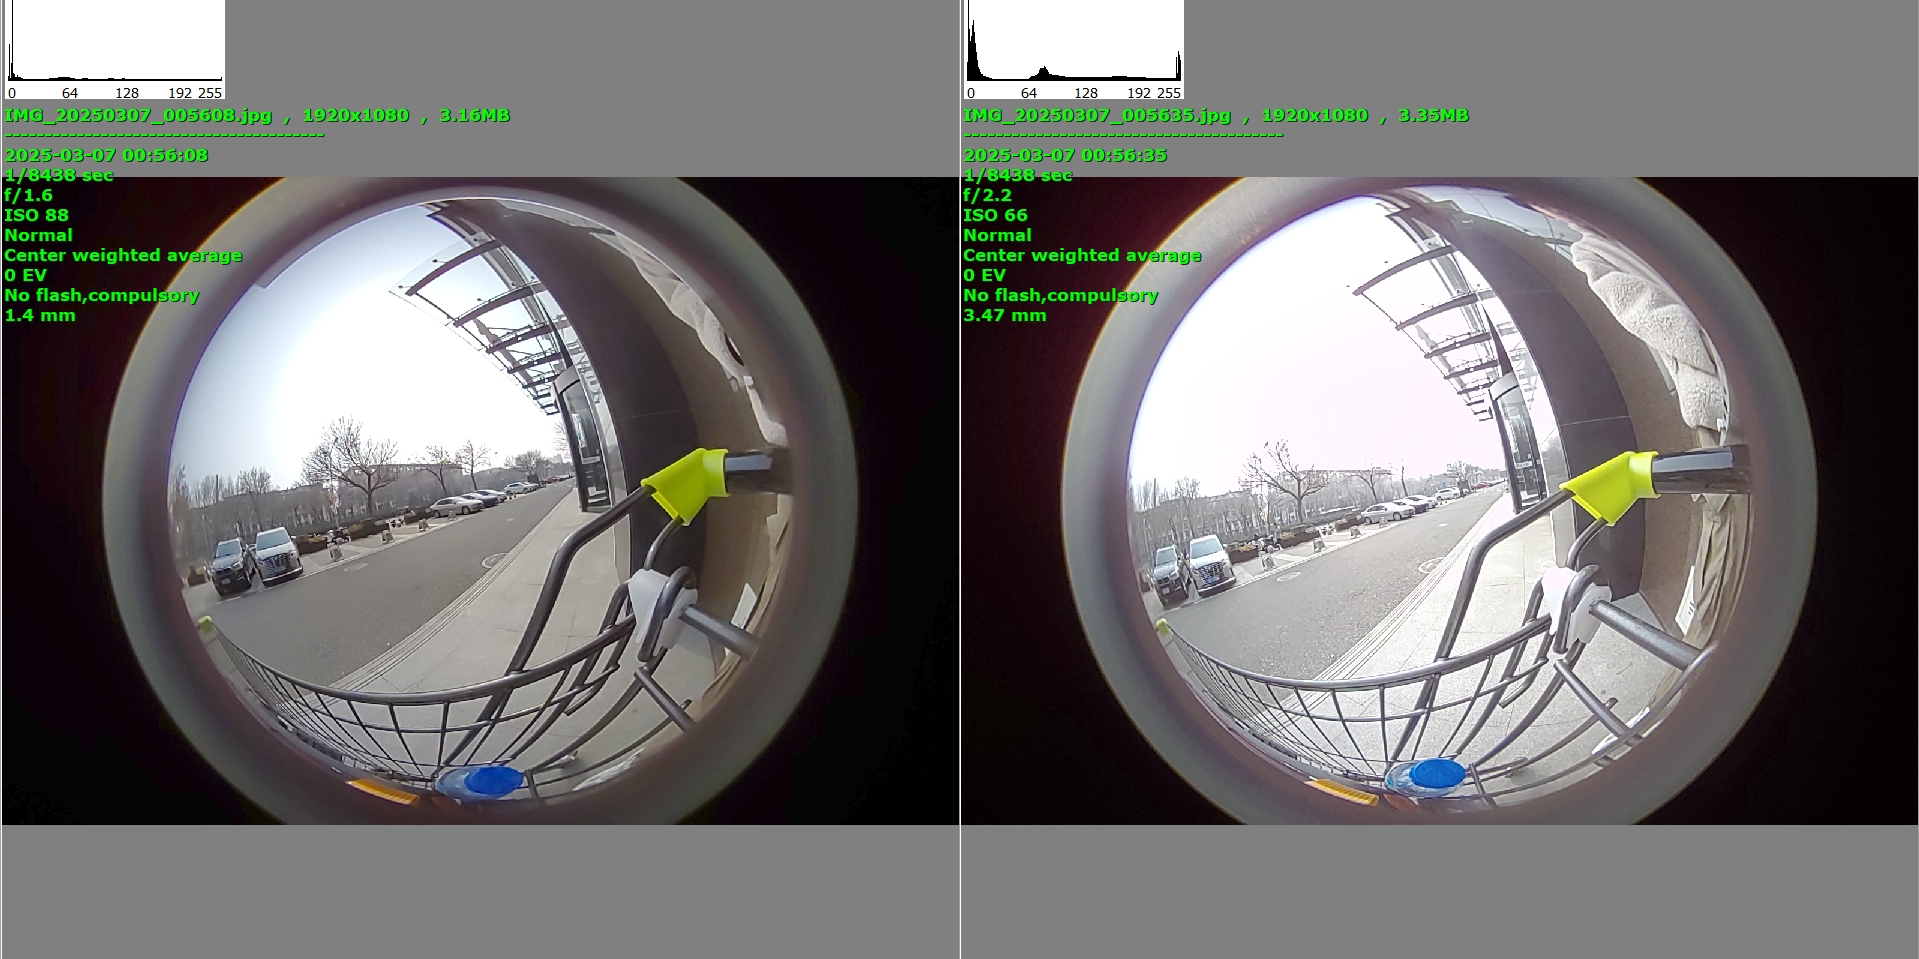 0 64 128 192 255
IMG_20250307_005608.jpg , 1920x1080 , 3.16MB
----------------------------------------
2025-03-07 00:56:08
1/8438 sec
f/1.6
ISO 88
Normal
Center weighted average
0 EV
No flash,compulsory
1.4 mm
0 64 128 192 255
IMG_20250307_005635.jpg , 1920x1080 , 3.35MB
----------------------------------------
2025-03-07 00:56:35
1/8438 sec
f/2.2
ISO 66
Normal
Center weighted average
0 EV
No flash,compulsory
3.47 mm